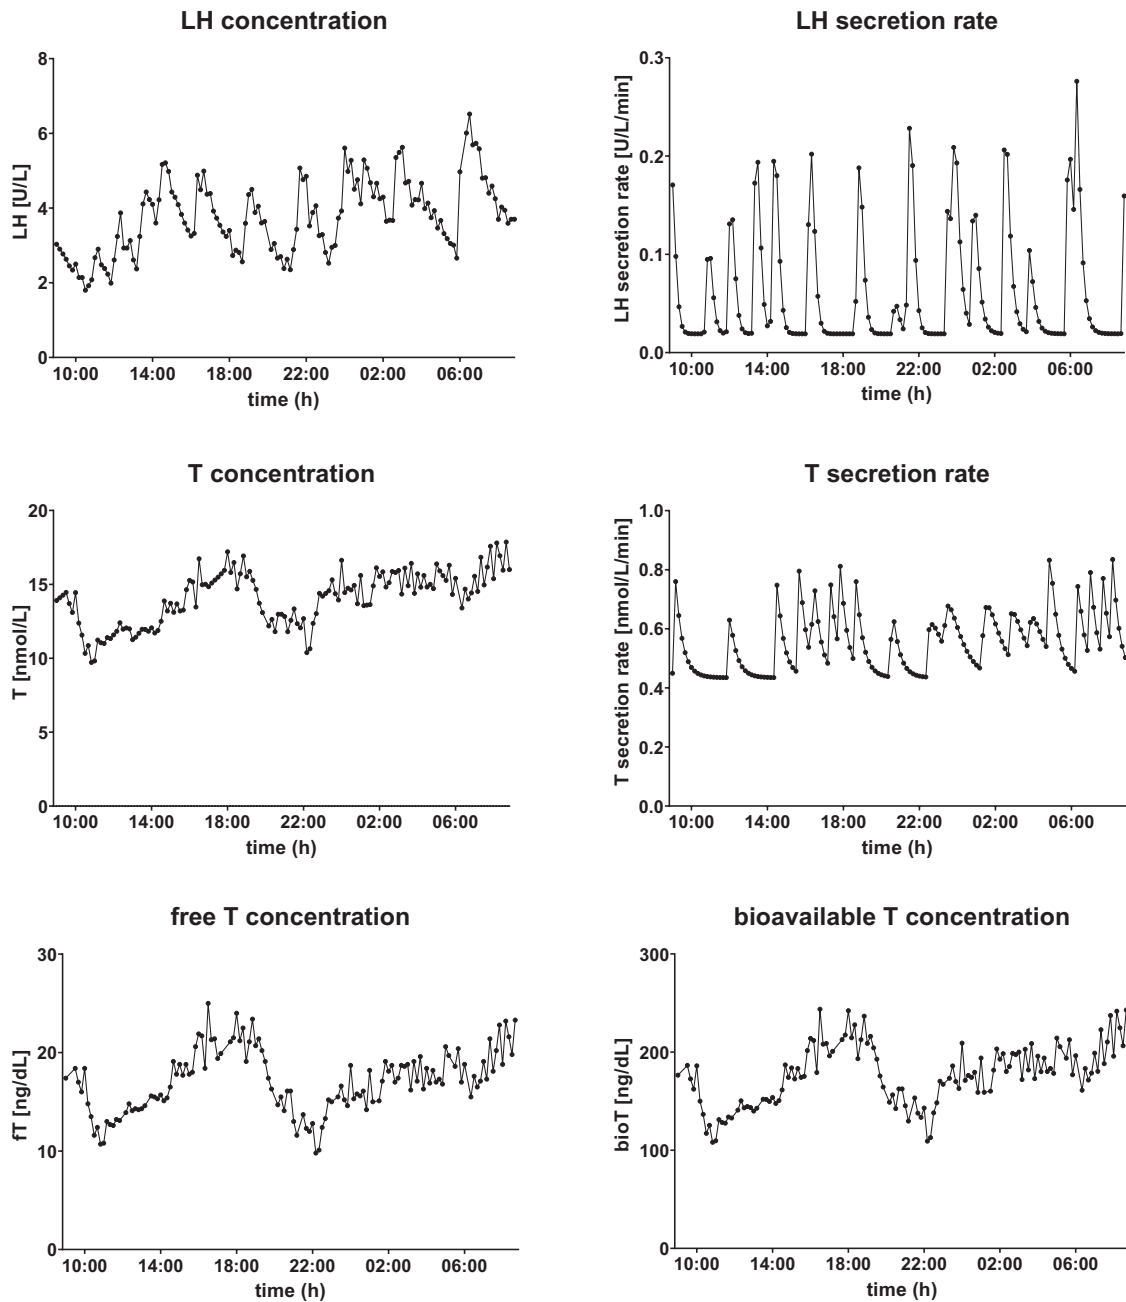 LH concentration
LH [U/L]
8
6
4
2
0
10:00 14:00 18:00 22:00 02:00 06:00
time (h)
LH secretion rate
LH secretion rate [U/L/min]
0.3
0.2
0.1
0.0
10:00 14:00 18:00 22:00 02:00 06:00
time (h)
T concentration
T [nmol/L]
20
15
10
5
0
10:00 14:00 18:00 22:00 02:00 06:00
time (h)
T secretion rate
T secretion rate [nmol/L/min]
1.0
0.8
0.6
0.4
0.2
0.0
10:00 14:00 18:00 22:00 02:00 06:00
time (h)
free T concentration
fT [ng/dL]
30
20
10
0
10:00 14:00 18:00 22:00 02:00 06:00
time (h)
bioavailable T concentration
bioT [ng/dL]
300
200
100
0
10:00 14:00 18:00 22:00 02:00 06:00
time (h)